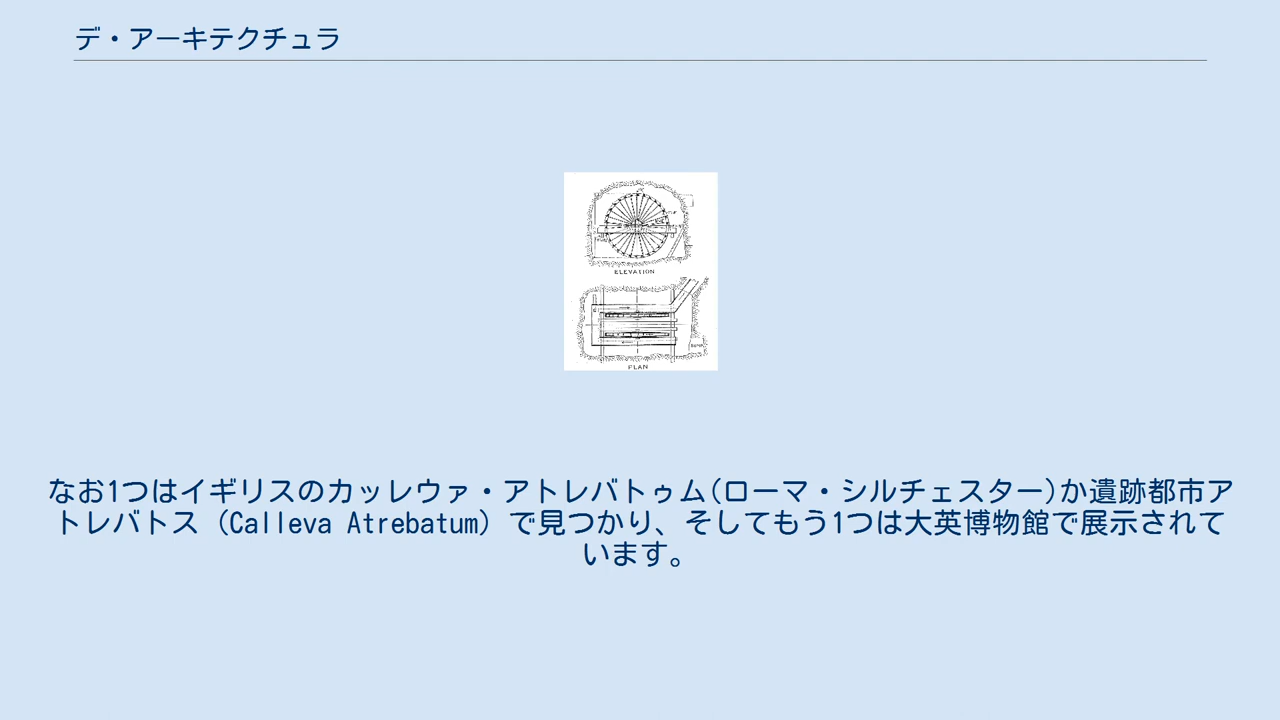 デ・アーキテクチュラ
ELEVATION
PLAN
なお1つはイギリスのカッレウァ・アトレバトゥム(ローマ・シルチェスター)か遺跡都市ア
トレバトス (Calleva Atrebatum) で見つかり、そしてもう1つは大英博物館で展示されて
います。